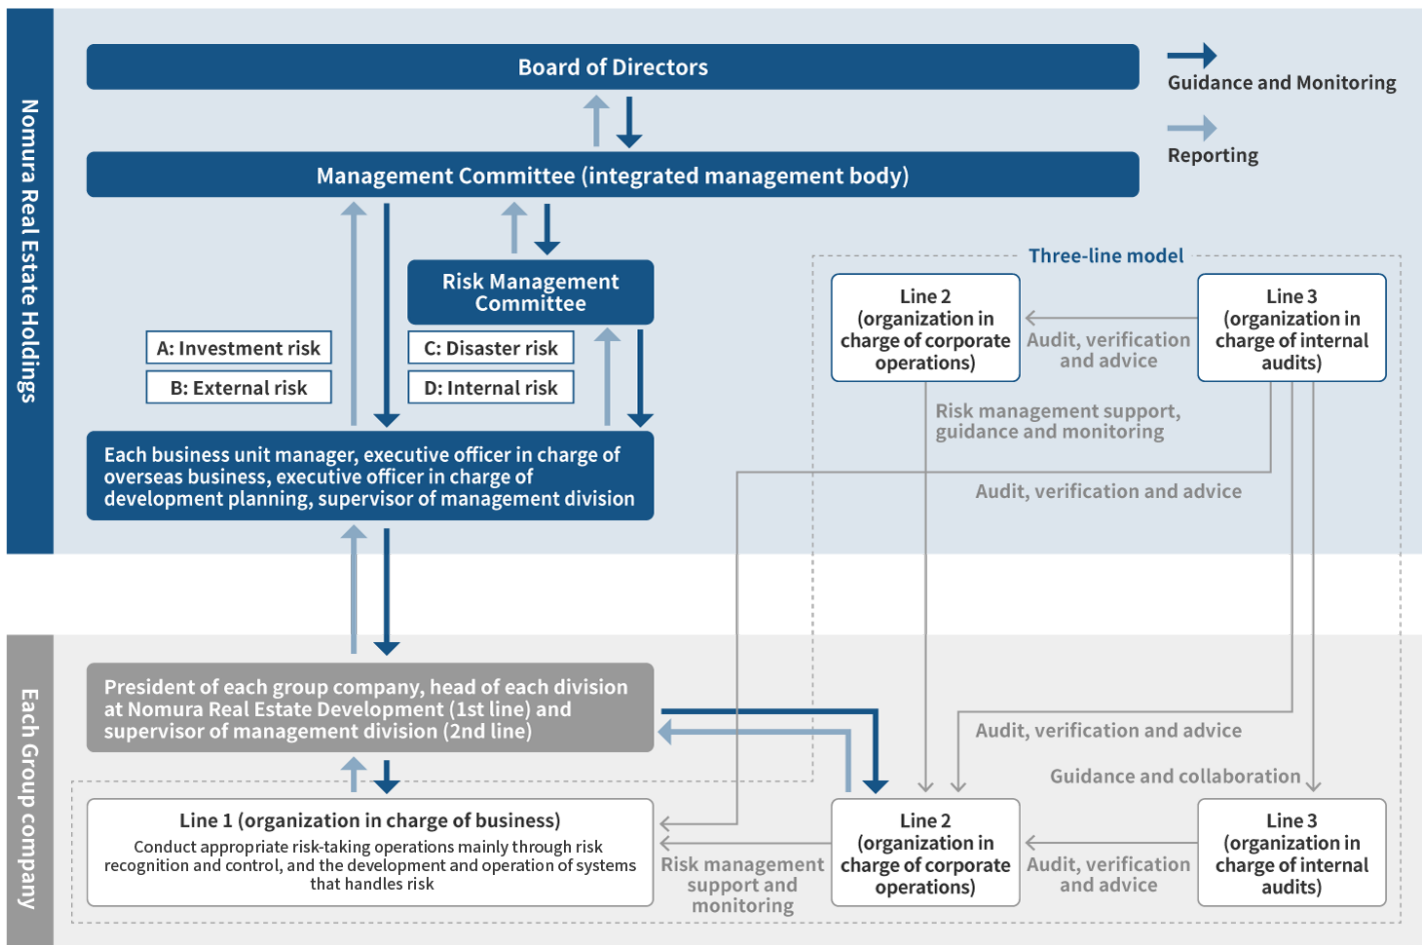 Nomura Real Estate Holdings
Board of Directors
Guidance and Monitoring
Reporting
Management Committee (integrated management body)
Risk Management
Committee
A: Investment risk
B: External risk
C: Disaster risk
D: Internal risk
Each business unit manager, executive officer in charge of
overseas business, executive officer in charge of
development planning, supervisor of management division
Three-line model
Line 2
(organization in
charge of corporate
operations)
Audit, verification
and advice
Line 3
(organization in
charge of internal
audits)
Risk management support,
guidance and monitoring
Audit, verification and advice
Each Group company
President of each group company, head of each division
at Nomura Real Estate Development (1st line) and
supervisor of management division (2nd line)
Audit, verification and advice
Guidance and collaboration
Line 1 (organization in charge of business)
Conduct appropriate risk-taking operations mainly through risk
recognition and control, and the development and operation of systems
that handles risk
Risk management
support and
monitoring
Line 2
(organization in
charge of corporate
operations)
Audit, verification
and advice
Line 3
(organization in
charge of internal
audits)